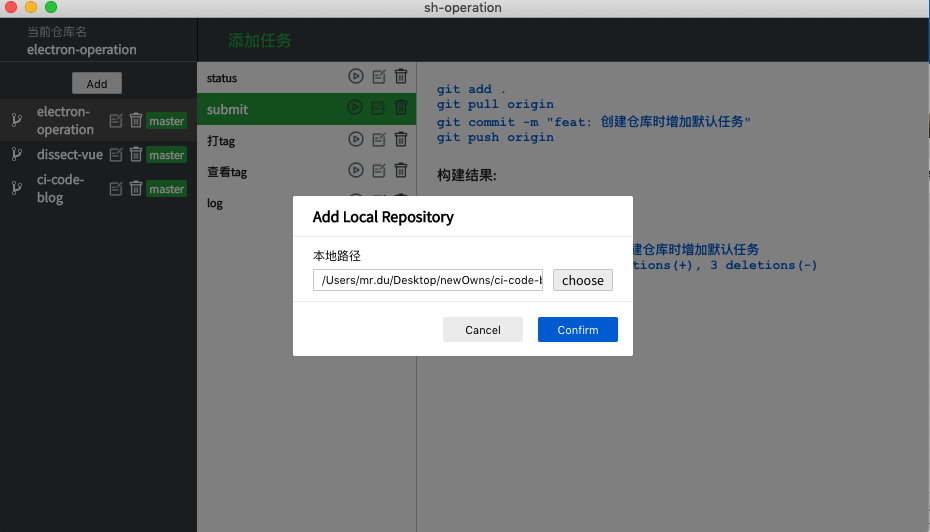 sh-operation
当前仓库名
electron-operation
添加任务
Add
electron-
operation
master
dissect-vue
master
ci-code-
blog
master
status
submit
打tag
查看tag
log
git add .
git pull origin
git commit -m "feat: 创建仓库时增加默认任务"
git push origin
构建结果:
建仓库时增加默认任务
tions(+), 3 deletions(-)
Add Local Repository
本地路径
/Users/mr.du/Desktop/newOwns/ci-code-b
choose
Cancel
Confirm